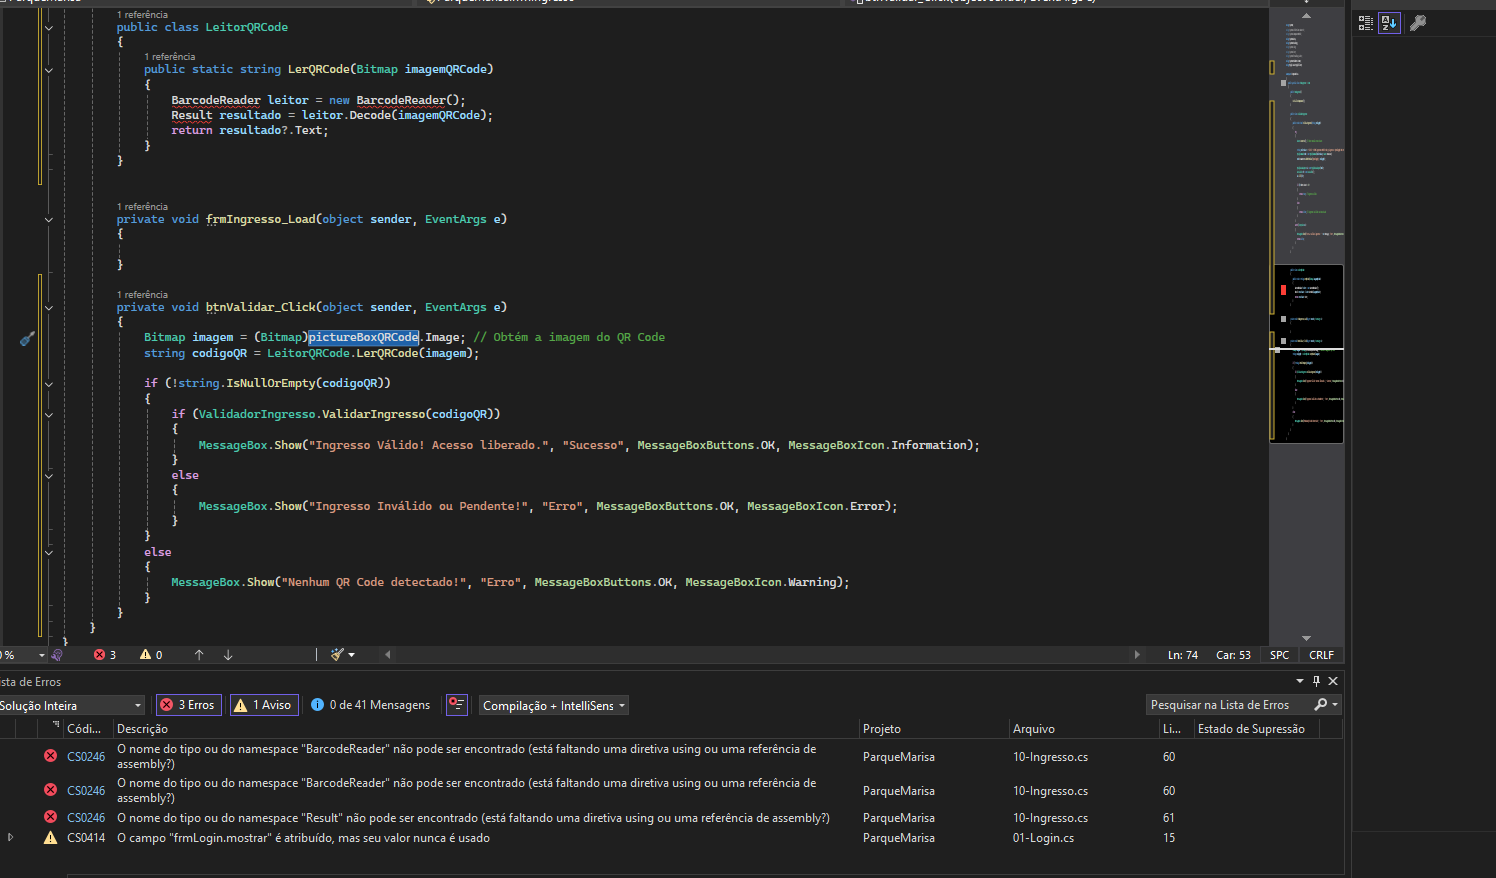 1 referência
public class LeitorQRCode
{
1 referência
public static string LerQRCode(Bitmap imagemQRCode)
{
BarcodeReader leitor = new BarcodeReader();
Result resultado = leitor.Decode(imagemQRCode);
return resultado?.Text;
}
}
1 referência
private void frmIngresso_Load(object sender, EventArgs e)
{
}
1 referência
private void btnValidar_Click(object sender, EventArgs e)
{
Bitmap imagem = (Bitmap)pictureBoxQRCode.Image; // Obtém a imagem do QR Code
string codigoQR = LeitorQRCode.LerQRCode(imagem);
if (!string.IsNullOrEmpty(codigoQR))
{
if (ValidadorIngresso.ValidarIngresso(codigoQR))
{
MessageBox.Show("Ingresso Válido! Acesso liberado.", "Sucesso", MessageBoxButtons.OK, MessageBoxIcon.Information);
}
else
{
MessageBox.Show("Ingresso Inválido ou Pendente!", "Erro", MessageBoxButtons.OK, MessageBoxIcon.Error);
}
}
else
{
MessageBox.Show("Nenhum QR Code detectado!", "Erro", MessageBoxButtons.OK, MessageBoxIcon.Warning);
}
}
}
}
0 % 3 0 Ln: 74 Car: 53 SPC CRLF
sta de Erros
Solução Inteira 3 Erros 1 Aviso 0 de 41 Mensagens Compilação + IntelliSens Pesquisar na Lista de Erros
Códi... Descrição Projeto Arquivo Li... Estado de Supressão
CS0246 O nome do tipo ou do namespace "BarcodeReader" não pode ser encontrado (está faltando uma diretiva using ou uma referência de assembly?) ParqueMarisa 10-Ingresso.cs 60
CS0246 O nome do tipo ou do namespace "BarcodeReader" não pode ser encontrado (está faltando uma diretiva using ou uma referência de assembly?) ParqueMarisa 10-Ingresso.cs 60
CS0246 O nome do tipo ou do namespace "Result" não pode ser encontrado (está faltando uma diretiva using ou uma referência de assembly?) ParqueMarisa 10-Ingresso.cs 61
CS0414 O campo "frmLogin.mostrar" é atribuído, mas seu valor nunca é usado ParqueMarisa 01-Login.cs 15